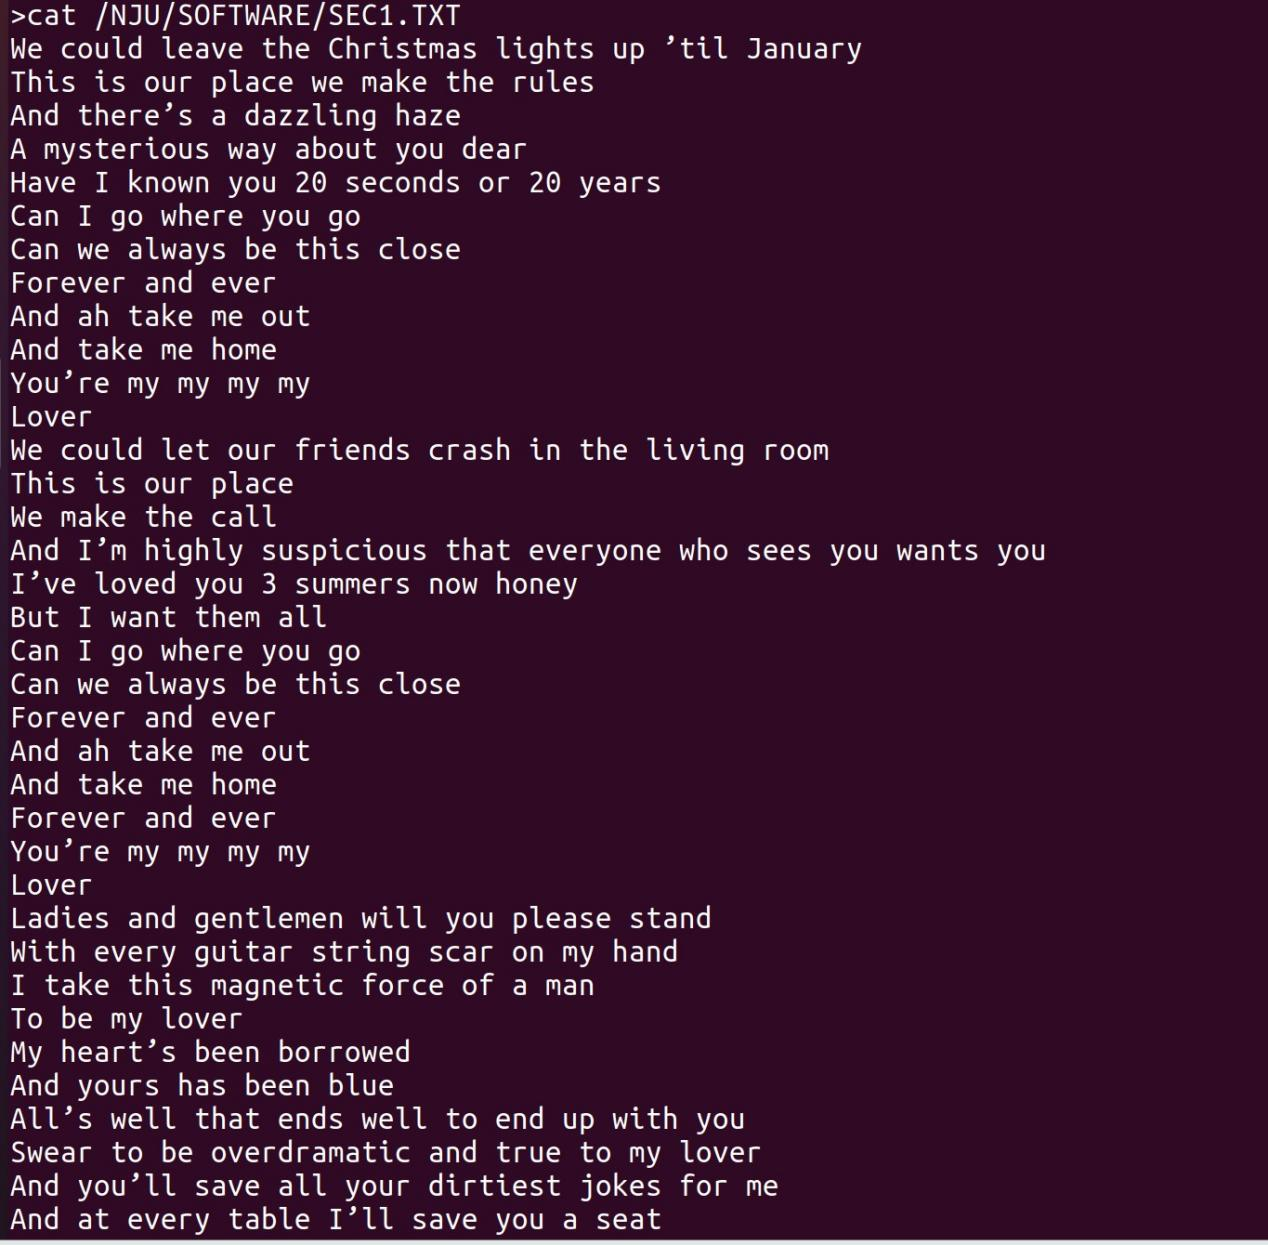 >cat /NJU/SOFTWARE/SEC1.TXT
We could leave the Christmas lights up ’til January
This is our place we make the rules
And there’s a dazzling haze
A mysterious way about you dear
Have I known you 20 seconds or 20 years
Can I go where you go
Can we always be this close
Forever and ever
And ah take me out
And take me home
You’re my my my my
Lover
We could let our friends crash in the living room
This is our place
We make the call
And I’m highly suspicious that everyone who sees you wants you
I’ve loved you 3 summers now honey
But I want them all
Can I go where you go
Can we always be this close
Forever and ever
And ah take me out
And take me home
Forever and ever
You’re my my my my
Lover
Ladies and gentlemen will you please stand
With every guitar string scar on my hand
I take this magnetic force of a man
To be my lover
My heart’s been borrowed
And yours has been blue
All’s well that ends well to end up with you
Swear to be overdramatic and true to my lover
And you’ll save all your dirtiest jokes for me
And at every table I’ll save you a seat